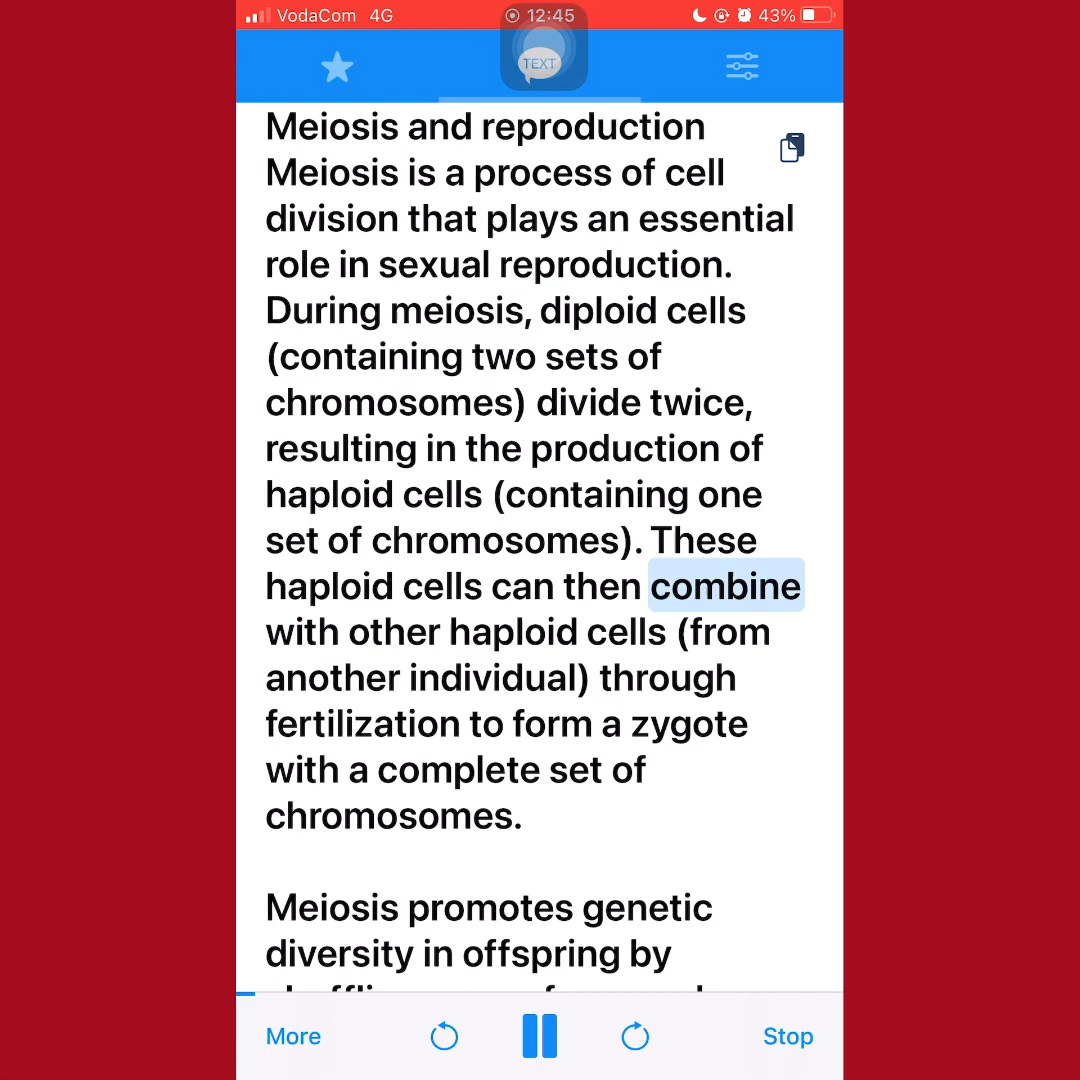 VodaCom 4G 12:45 43%
TEXT
Meiosis and reproduction
Meiosis is a process of cell
division that plays an essential
role in sexual reproduction.
During meiosis, diploid cells
(containing two sets of
chromosomes) divide twice,
resulting in the production of
haploid cells (containing one
set of chromosomes). These
haploid cells can then combine
with other haploid cells (from
another individual) through
fertilization to form a zygote
with a complete set of
chromosomes.
Meiosis promotes genetic
diversity in offspring by
More Stop